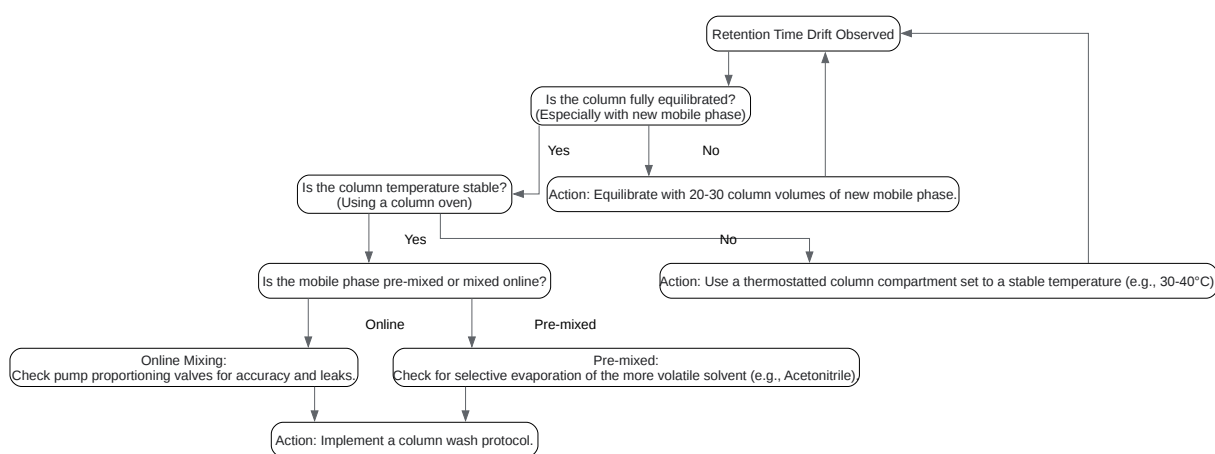 Retention Time Drift Observed
Is the column fully equilibrated?
(Especially with new mobile phase)
Yes
No
Is the column temperature stable?
(Using a column oven)
Action: Equilibrate with 20-30 column volumes of new mobile phase.
Yes
No
Is the mobile phase pre-mixed or mixed online?
Action: Use a thermostatted column compartment set to a stable temperature (e.g., 30-40°C)
Online
Pre-mixed
Online Mixing:
Check pump proportioning valves for accuracy and leaks.
Pre-mixed:
Check for selective evaporation of the more volatile solvent (e.g., Acetonitrile).
Action: Implement a column wash protocol.